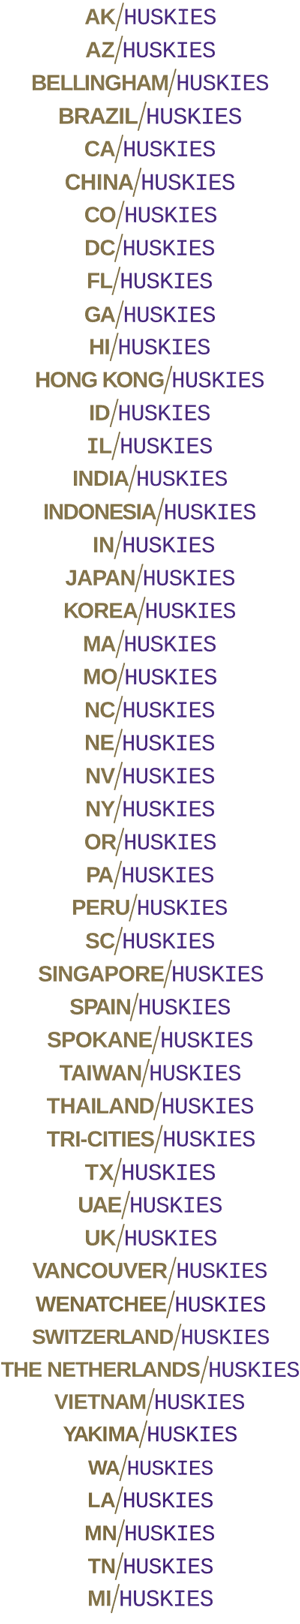 AK/HUSKIES
AZ/HUSKIES
BELLINGHAM/HUSKIES
BRAZIL/HUSKIES
CA/HUSKIES
CHINA/HUSKIES
CO/HUSKIES
DC/HUSKIES
FL/HUSKIES
GA/HUSKIES
HI/HUSKIES
HONG KONG/HUSKIES
ID/HUSKIES
IL/HUSKIES
INDIA/HUSKIES
INDONESIA/HUSKIES
IN/HUSKIES
JAPAN/HUSKIES
KOREA/HUSKIES
MA/HUSKIES
MO/HUSKIES
NC/HUSKIES
NE/HUSKIES
NV/HUSKIES
NY/HUSKIES
OR/HUSKIES
PA/HUSKIES
PERU/HUSKIES
SC/HUSKIES
SINGAPORE/HUSKIES
SPAIN/HUSKIES
SPOKANE/HUSKIES
TAIWAN/HUSKIES
THAILAND/HUSKIES
TRI-CITIES/HUSKIES
TX/HUSKIES
UAE/HUSKIES
UK/HUSKIES
VANCOUVER/HUSKIES
WENATCHEE/HUSKIES
SWITZERLAND/HUSKIES
THE NETHERLANDS/HUSKIES
VIETNAM/HUSKIES
YAKIMA/HUSKIES
WA/HUSKIES
LA/HUSKIES
MN/HUSKIES
TN/HUSKIES
MI/HUSKIES